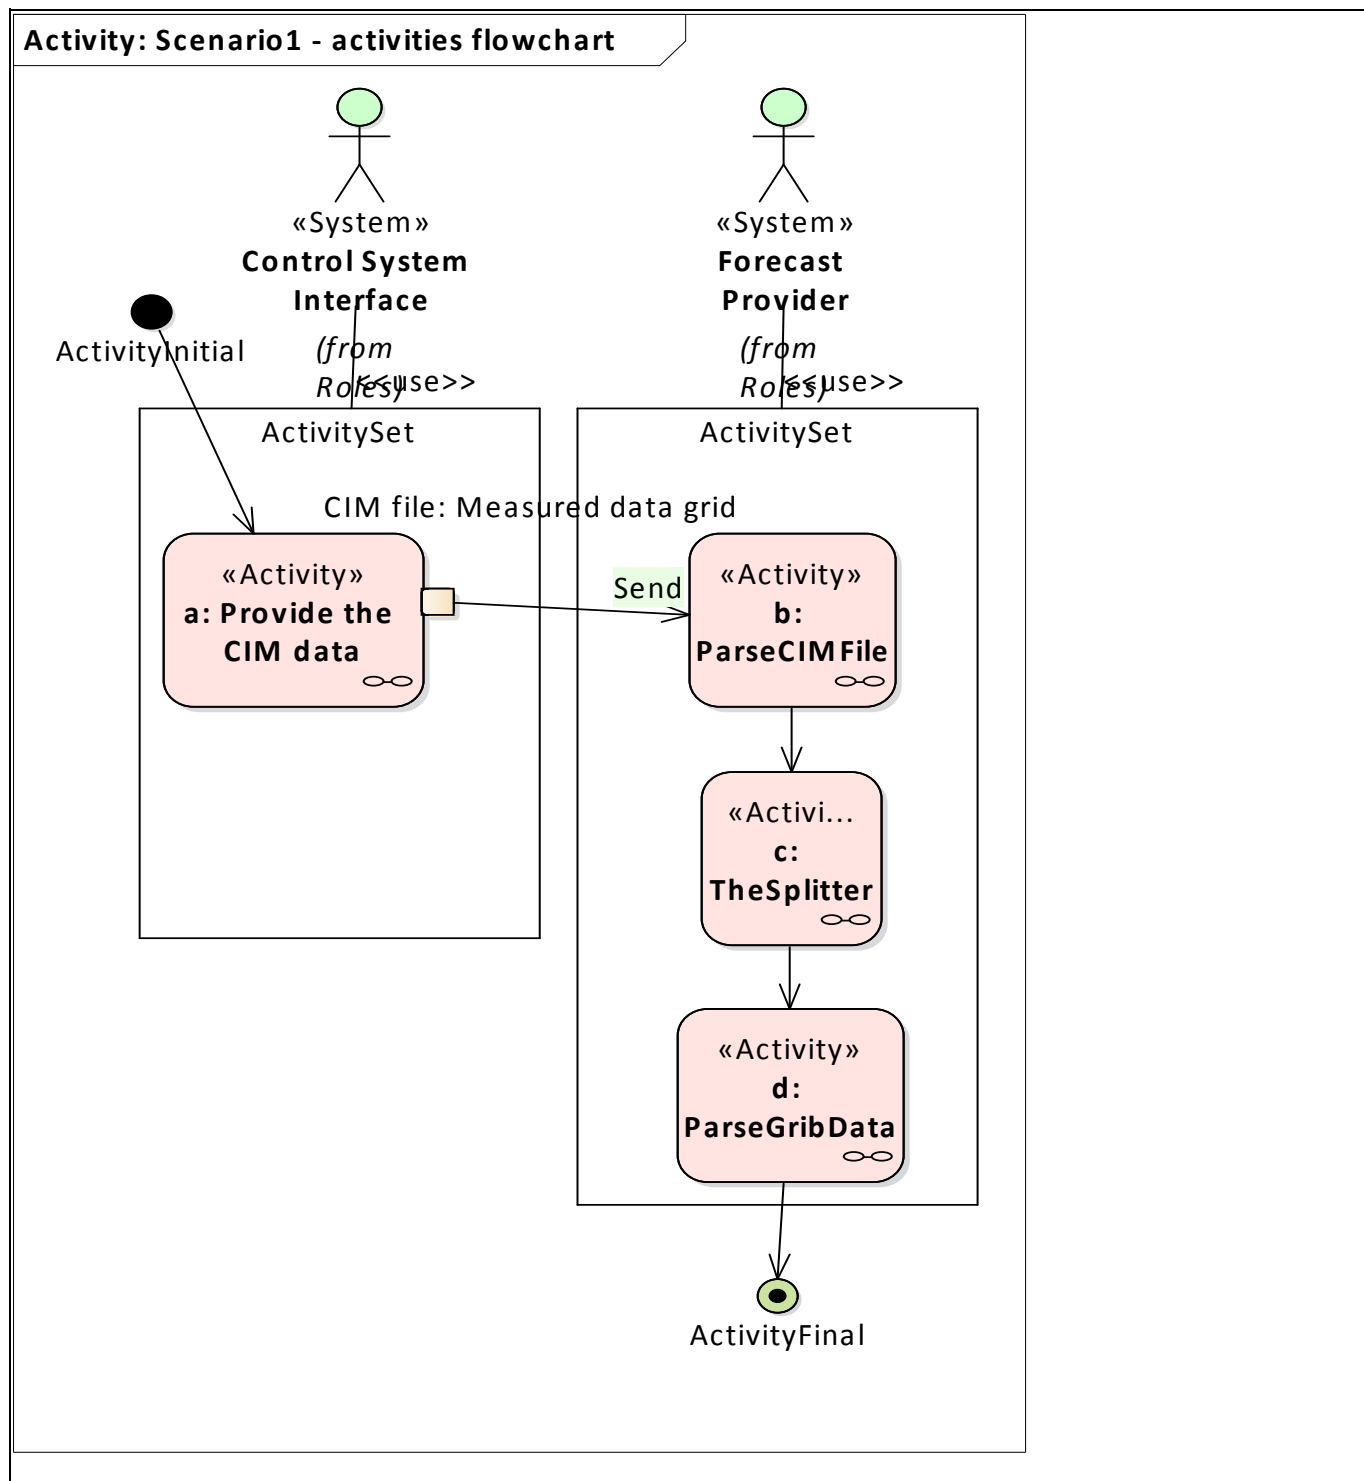 Activity: Scenario1 - activities flowchart
«System»
Control System
Interface
(from
Roles)
<<use>>
«System»
Forecast
Provider
(from
Roles)
<<use>>
ActivityInitial
ActivitySet
ActivitySet
CIM file: Measured data grid
«Activity»
a: Provide the
CIM data
Send
«Activity»
b:
ParseCIMFile
«Activi...
c:
TheSplitter
«Activity»
d:
ParseGribData
ActivityFinal